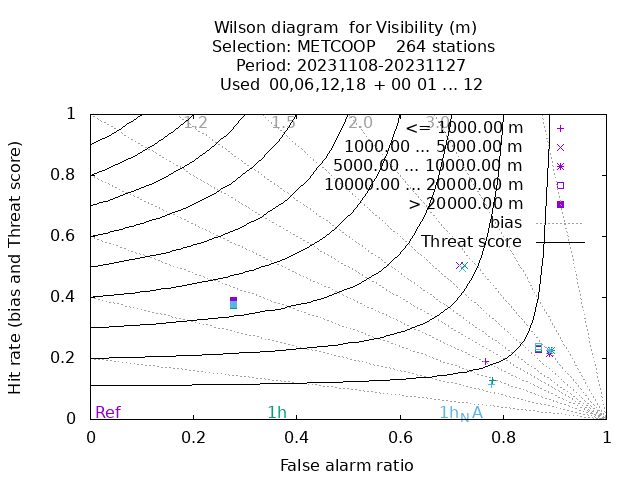 Wilson diagram for Visibility (m)
Selection: METCOOP 264 stations
Period: 20231108-20231127
Used 00,06,12,18 + 00 01 ... 12
Hit rate (bias and Threat score)
1
0.8
0.6
0.4
0.2
0
1.2 1.5 2.0 3.0
<= 1000.00 m
1000.00 ... 5000.00 m
5000.00 ... 10000.00 m
10000.00 ... 20000.00 m
> 20000.00 m
bias
Threat score
Ref 1h 1h_NA
0 0.2 0.4 0.6 0.8 1
False alarm ratio